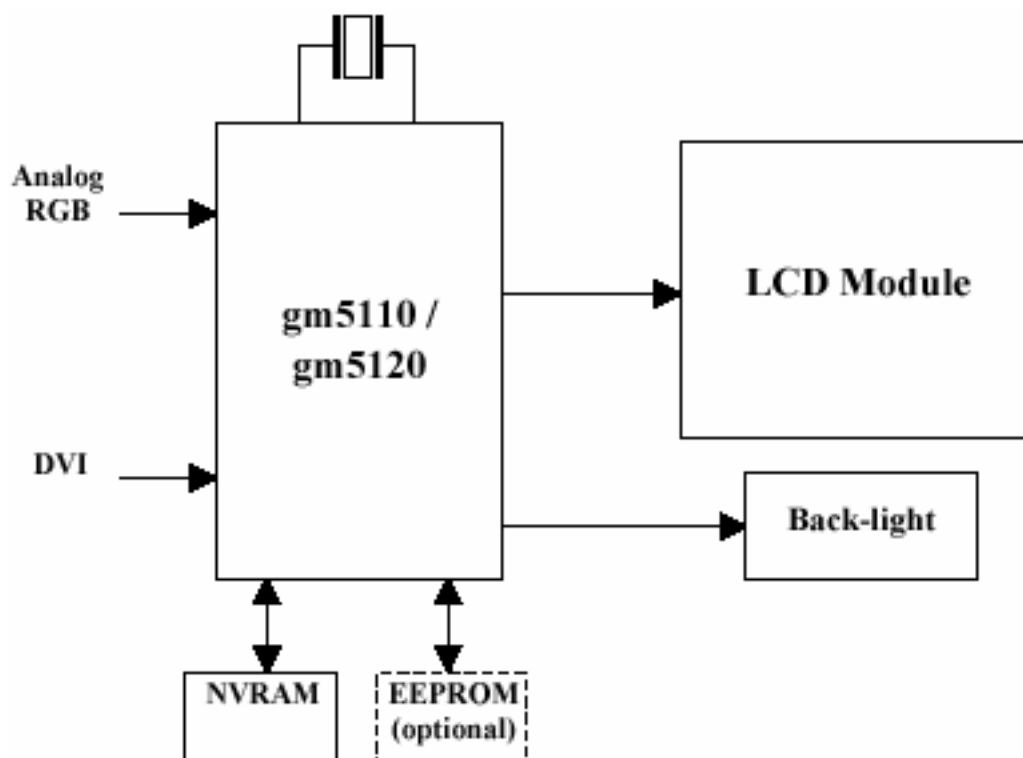 Analog
RGB
gm5110 /
gm5120
LCD Module
DVI
Back-light
NVRAM
EEPROM
(optional)